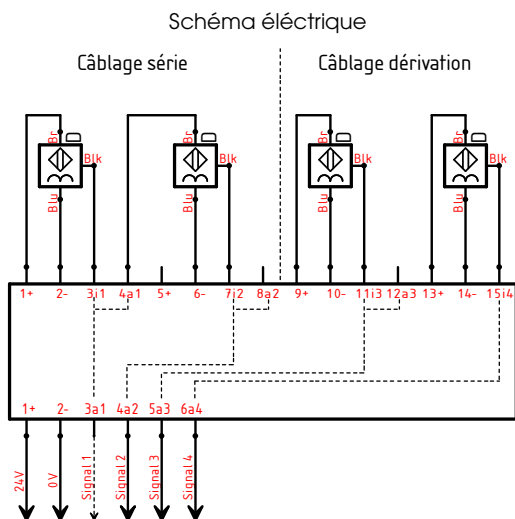 Schéma éléctrique
Câblage série Câblage dérivation
Br Br Br Br
Blk Blk Blk Blk
Blu Blu Blu Blu
1+ 2- 3i1 4a1 5+ 6- 7i2 8a2 9+ 10- 11i3 12a3 13+ 14- 15i4
1+ 2- 3a1 4a2 5a3 6a4
24V 0V Signal 1 Signal 2 Signal 3 Signal 4